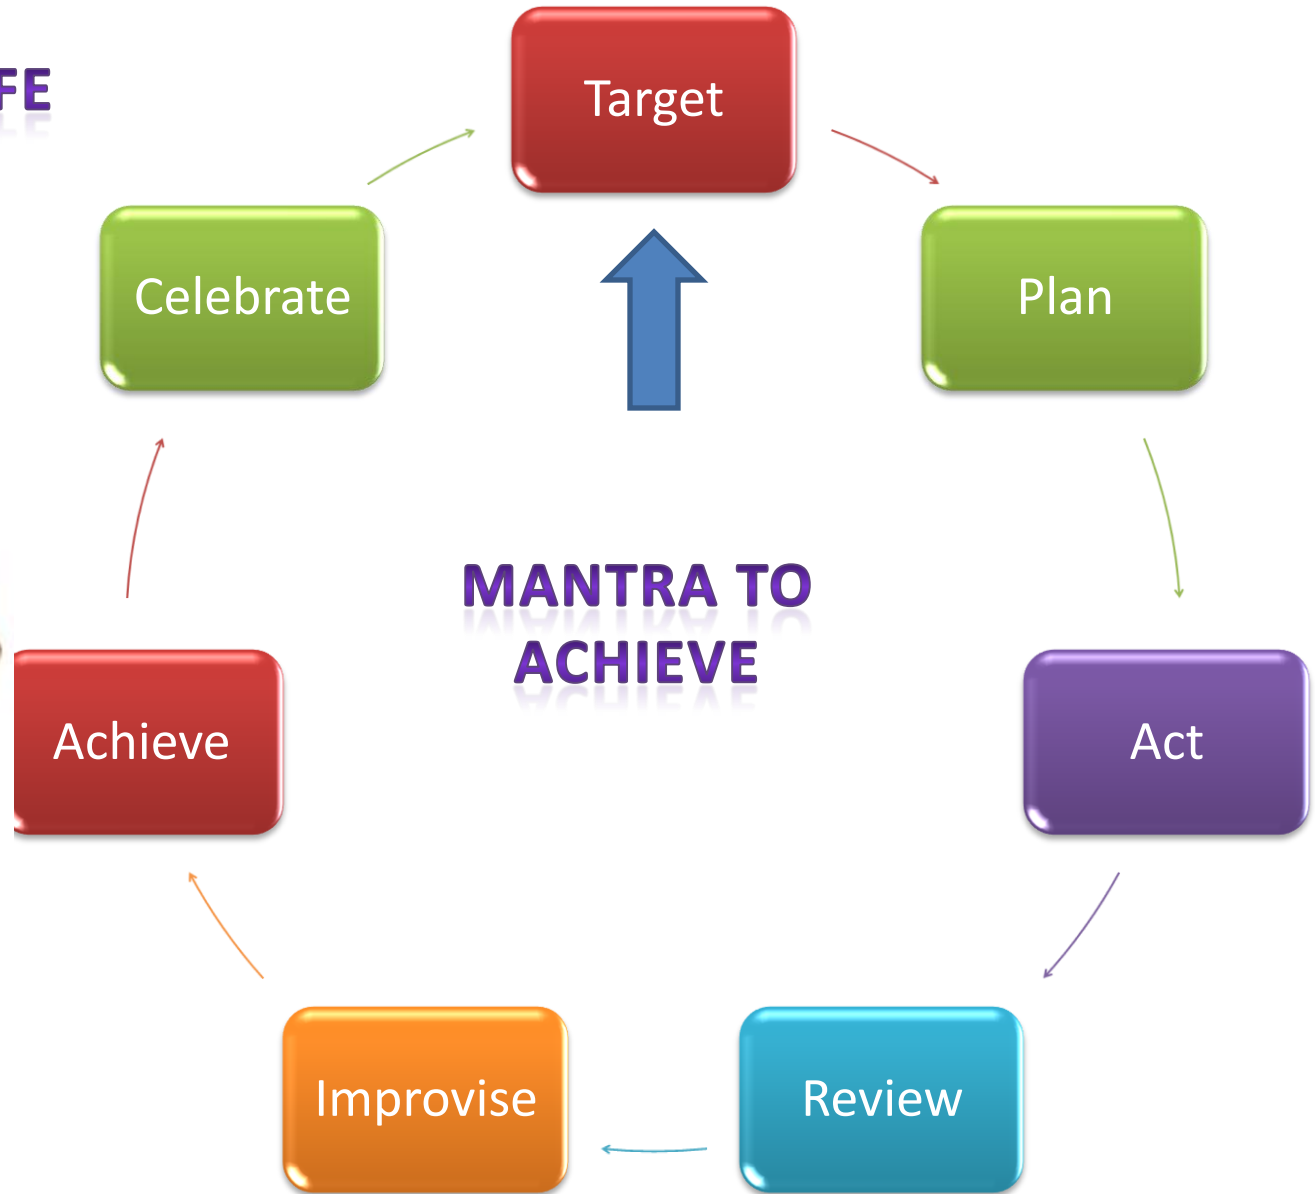 FE
Target
Celebrate
Plan
MANTRA TO
ACHIEVE
Achieve
Act
Improvise
Review